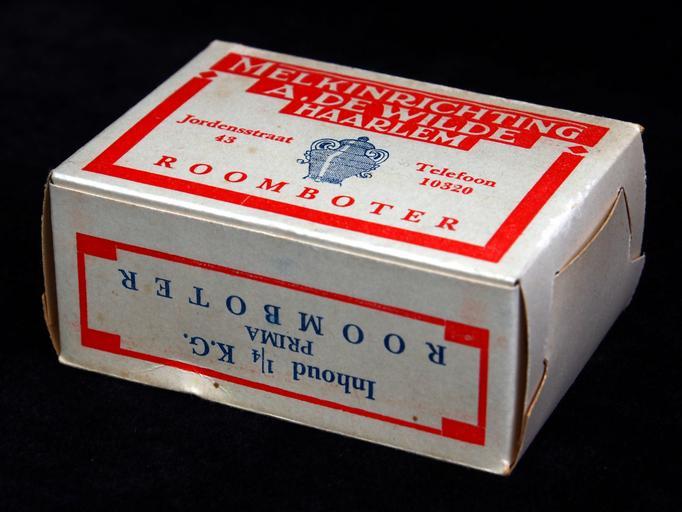 MELKINRICHTING
A. DE WILDE
HAARLEM
Jordensstraat
43
Telefoon
10320
ROOMBOTER
Inhoud 1/4 K.G.
PRIMA
ROOMBOTER